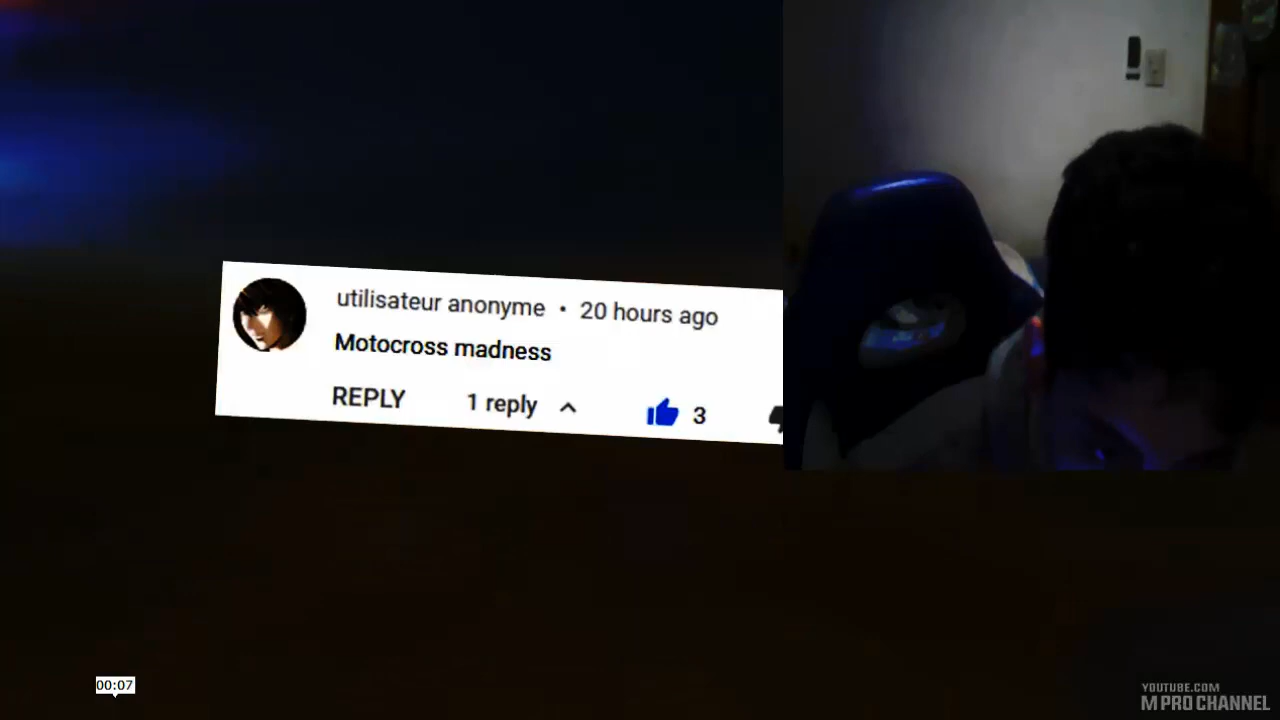 utilisateur anonyme • 20 hours ago
Motocross madness
REPLY 1 reply 3
00:07
YOUTUBE.COM
M PRO CHANNEL